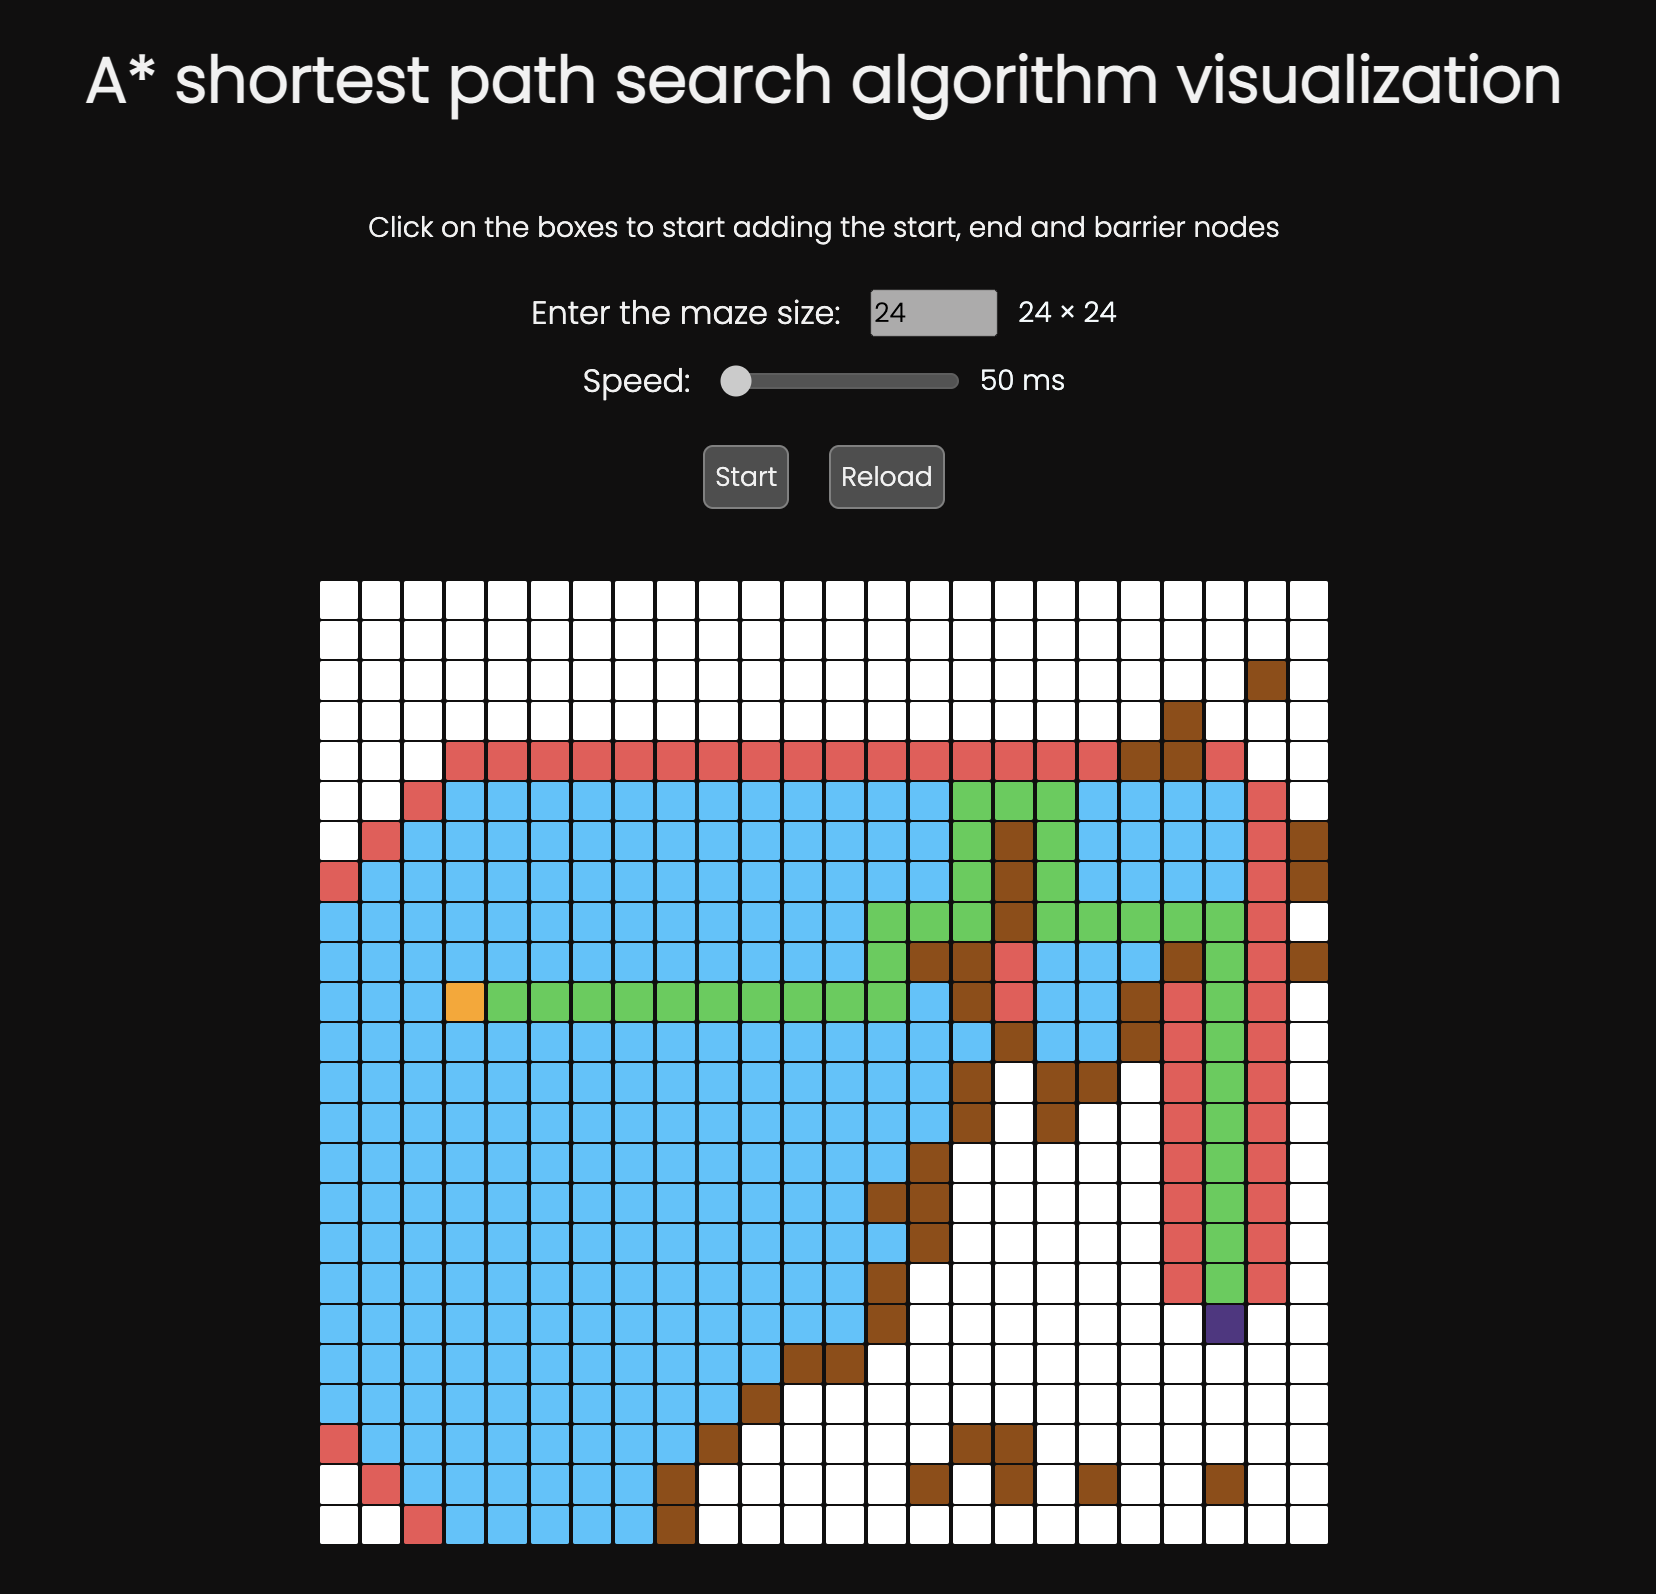 A* shortest path search algorithm visualization
Click on the boxes to start adding the start, end and barrier nodes
Enter the maze size: 24 24 × 24
Speed: 50 ms
Start Reload